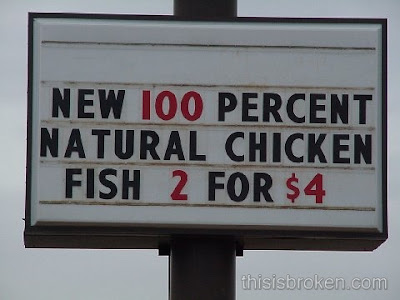 NEW 100 PERCENT
NATURAL CHICKEN
FISH 2 FOR $4
thisisbroken.com